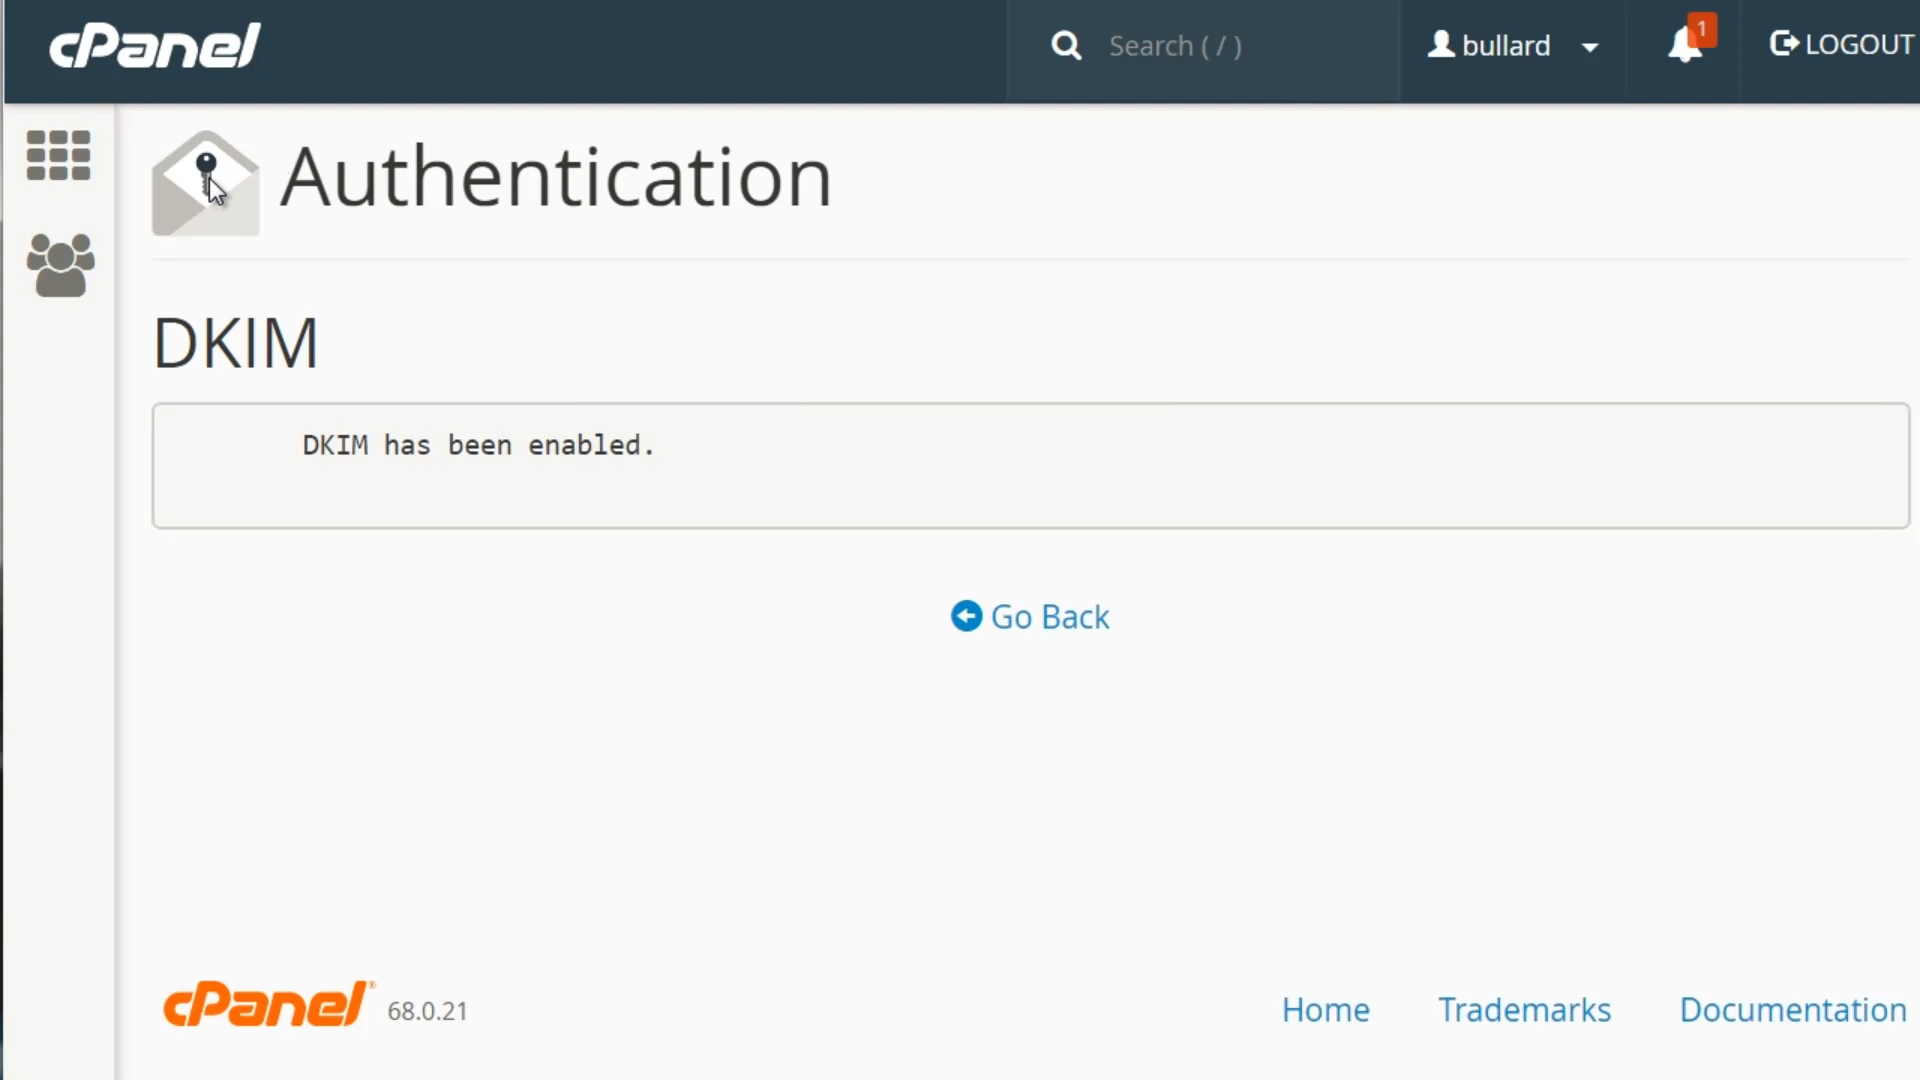 cPanel
Search ( / )
bullard
1
LOGOUT
Authentication
DKIM
DKIM has been enabled.
Go Back
cPanel® 68.0.21
Home
Trademarks
Documentation